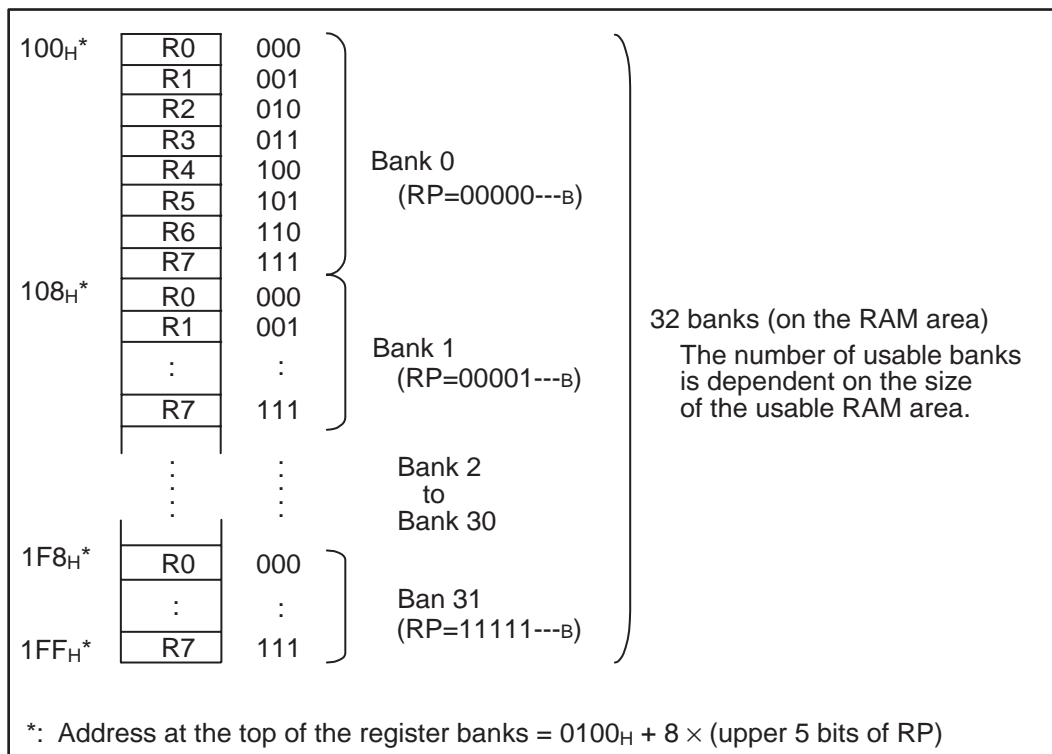 100H* R0 000
R1 001
R2 010
R3 011
R4 100
R5 101
R6 110
R7 111
Bank 0
(RP=00000---B)
108H* R0 000
R1 001
: :
R7 111
Bank 1
(RP=00001---B)
: :
: :
: :
: :
: :
Bank 2
to
Bank 30
1F8H* R0 000
: :
1FFH* R7 111
Ban 31
(RP=11111---B)
32 banks (on the RAM area)
The number of usable banks
is dependent on the size
of the usable RAM area.
*: Address at the top of the register banks = 0100H + 8 × (upper 5 bits of RP)